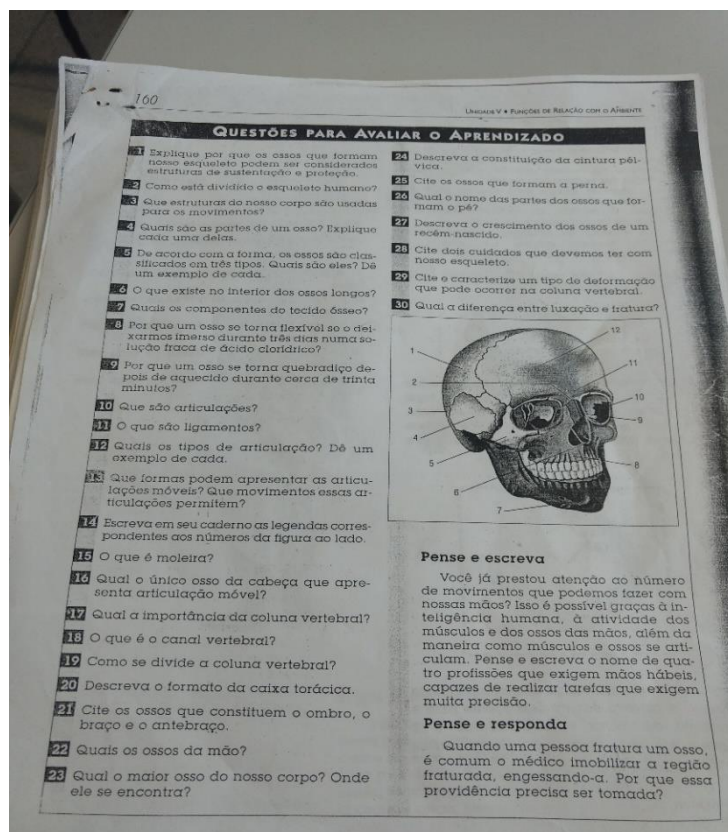 160
UNIDADE V • FUNÇÕES DE RELAÇÃO COM O AMBIENTE
QUESTÕES PARA AVALIAR O APRENDIZADO
1 Explique por que os ossos que formam
nosso esqueleto podem ser considerados
estruturas de sustentação e proteção.
2 Como está dividido o esqueleto humano?
3 Que estruturas do nosso corpo são usadas
para os movimentos?
4 Quais são as partes de um osso? Explique
cada uma delas.
5 De acordo com a forma, os ossos são clas-
sificados em três tipos. Quais são eles? Dê
um exemplo de cada.
6 O que existe no interior dos ossos longos?
7 Quais os componentes do tecido ósseo?
8 Por que um osso se torna flexível se o dei-
xarmos imerso durante três dias numa so-
lução fraca de ácido clorídrico?
9 Por que um osso se torna quebradiço de-
pois de aquecido durante cerca de trinta
minutos?
10 Que são articulações?
11 O que são ligamentos?
12 Quais os tipos de articulação? Dê um
exemplo de cada.
13 Que formas podem apresentar as articu-
lações móveis? Que movimentos essas ar-
ticulações permitem?
14 Escreva em seu caderno as legendas corres-
pondentes aos números da figura ao lado.
15 O que é moleira?
16 Qual o único osso da cabeça que apre-
senta articulação móvel?
17 Qual a importância da coluna vertebral?
18 O que é o canal vertebral?
19 Como se divide a coluna vertebral?
20 Descreva o formato da caixa torácica.
21 Cite os ossos que constituem o ombro, o
braço e o antebraço.
22 Quais os ossos da mão?
23 Qual o maior osso do nosso corpo? Onde
ele se encontra?
24 Descreva a constituição da cintura pél-
vica.
25 Cite os ossos que formam a perna.
26 Qual o nome das partes dos ossos que for-
mam o pé?
27 Descreva o crescimento dos ossos de um
recém-nascido.
28 Cite dois cuidados que devemos ter com
nosso esqueleto.
29 Cite e caracterize um tipo de deformação
que pode ocorrer na coluna vertebral.
30 Qual a diferença entre luxação e fratura?
1
2
3
4
5
6
7
8
9
10
11
12
Pense e escreva
Você já prestou atenção ao número
de movimentos que podemos fazer com
nossas mãos? Isso é possível graças à in-
teligência humana, à atividade dos
músculos e dos ossos das mãos, além da
maneira como músculos e ossos se arti-
culam. Pense e escreva o nome de qua-
tro profissões que exigem mãos hábeis,
capazes de realizar tarefas que exigem
muita precisão.
Pense e responda
Quando uma pessoa fratura um osso,
é comum o médico imobilizar a região
fraturada, engessando-a. Por que essa
providência precisa ser tomada?